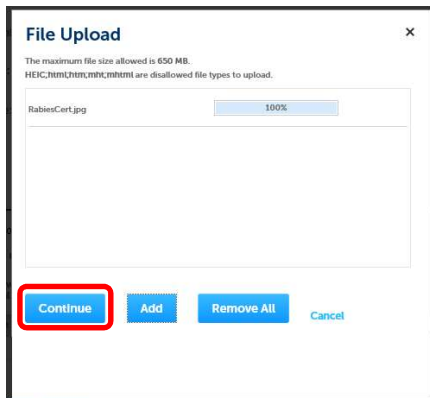 File Upload
×
The maximum file size allowed is 650 MB.
HEIC;html;htm;mht;mhtml are disallowed file types to upload.
RabiesCert.jpg 100%
Continue Add Remove All Cancel